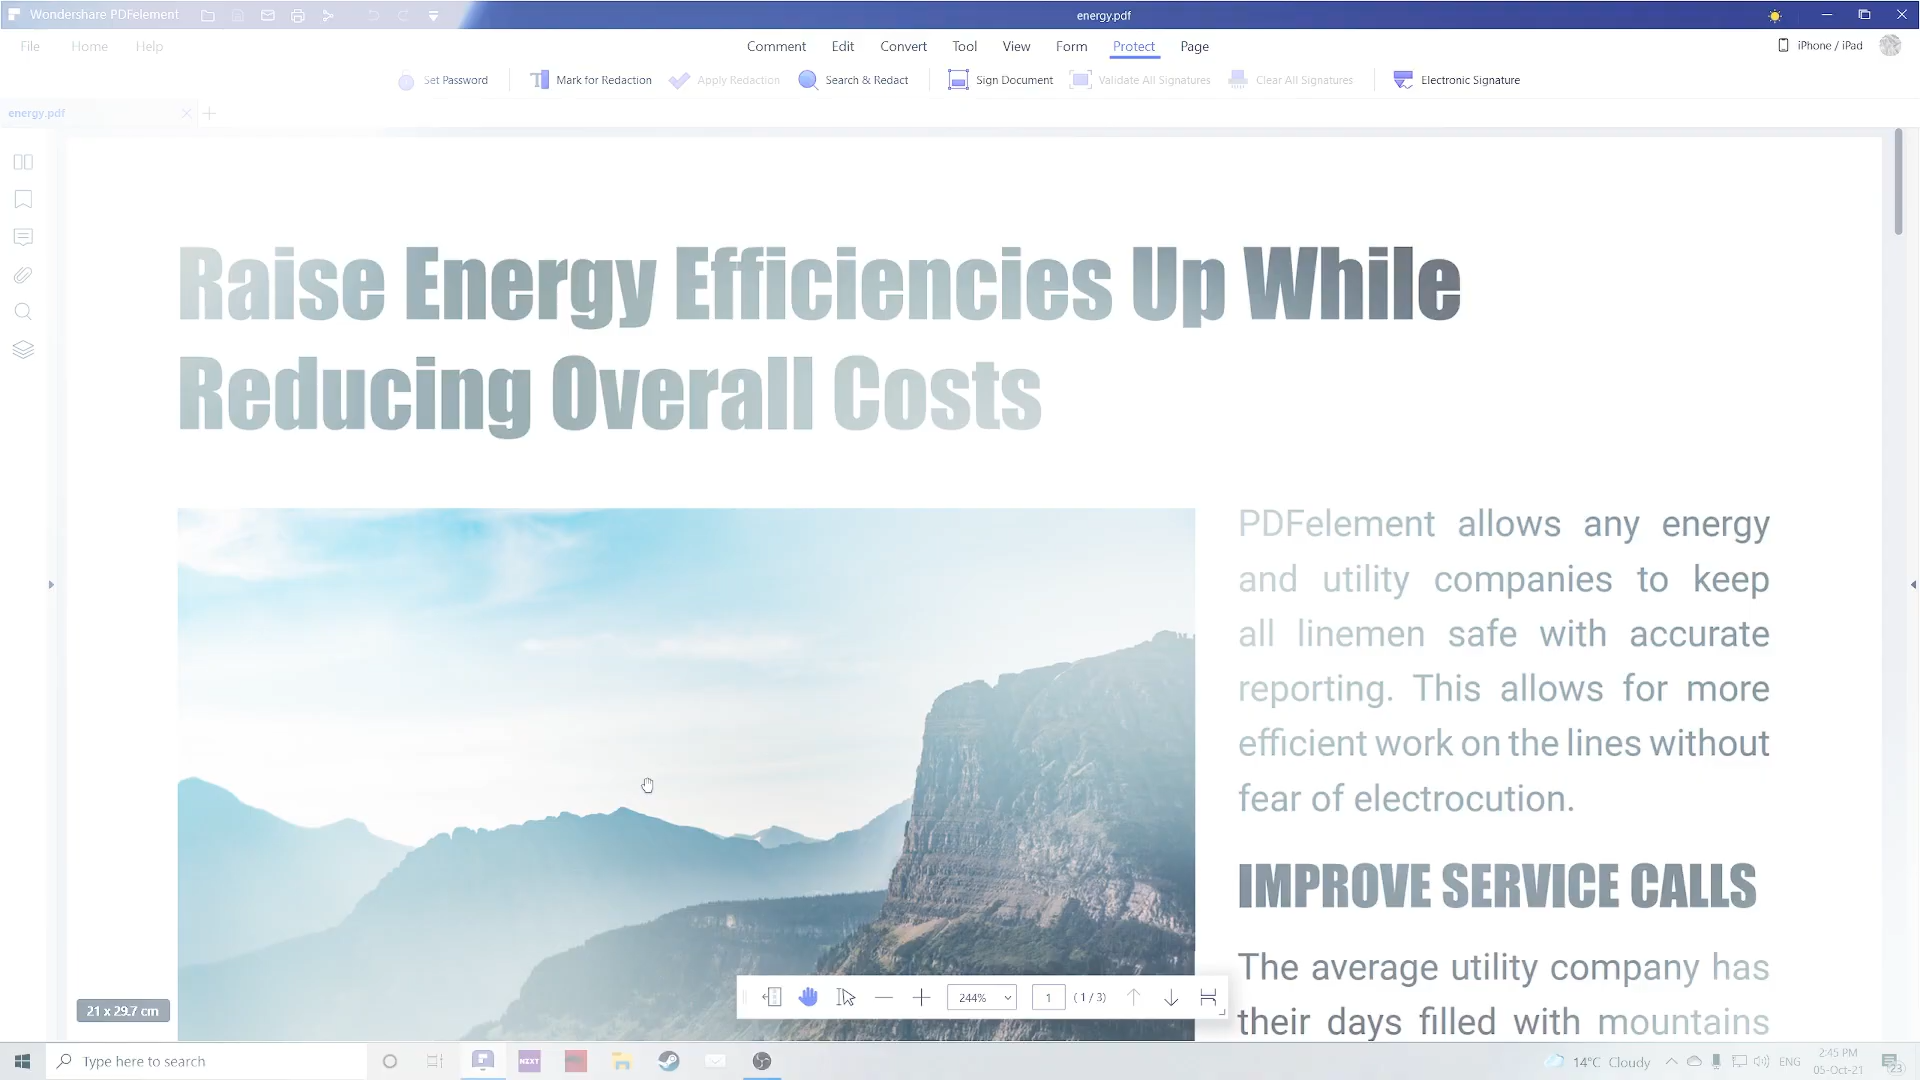 Wondershare PDFelement
energy.pdf
File Home Help
Comment Edit Convert Tool View Form Protect Page
iPhone / iPad
Set Password Mark for Redaction Apply Redaction Search & Redact Sign Document Validate All Signatures Clear All Signatures Electronic Signature
energy.pdf
Raise Energy Efficiencies Up While
Reducing Overall Costs
PDFelement allows any energy
and utility companies to keep
all linemen safe with accurate
reporting. This allows for more
efficient work on the lines without
fear of electrocution.
IMPROVE SERVICE CALLS
The average utility company has
their days filled with mountains
244% 1 (1/3)
21 x 29.7 cm
Type here to search
NZXT
14°C Cloudy
ENG
2:45 PM
05-Oct-21
23